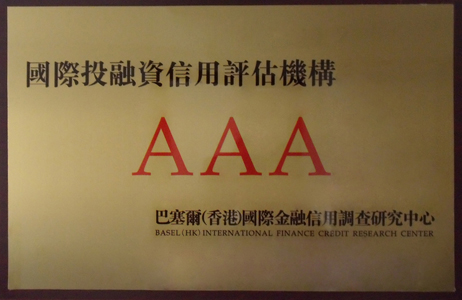 國際投融資信用評估機構
AAA
巴塞爾(香港)國際金融信用調查研究中心
BASEL(HK)INTERNATIONAL FINANCE CREDIT RESEARCH CENTER